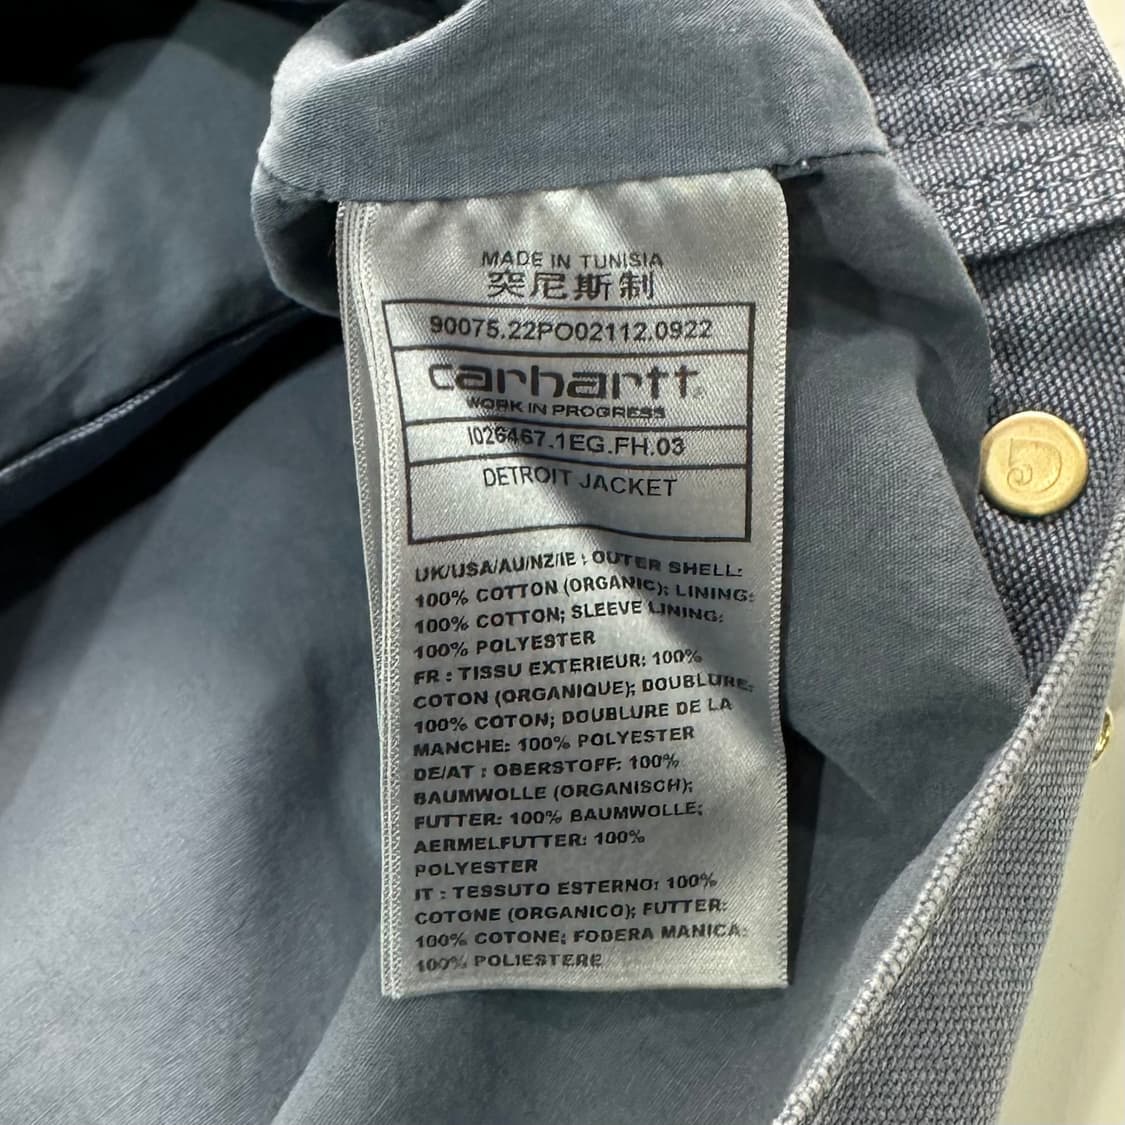 MADE IN TUNISIA
突尼斯制
90075.22PO02112.0922
carhartt®
WORK IN PROGRESS
I026467.1EG.FH.03
DETROIT JACKET
UK/USA/AU/NZ/IE : OUTER SHELL:
100% COTTON (ORGANIC); LINING:
100% COTTON; SLEEVE LINING:
100% POLYESTER
FR : TISSU EXTERIEUR: 100%
COTON (ORGANIQUE); DOUBLURE:
100% COTON; DOUBLURE DE LA
MANCHE: 100% POLYESTER
DE/AT : OBERSTOFF: 100%
BAUMWOLLE (ORGANISCH);
FUTTER: 100% BAUMWOLLE;
AERMELFUTTER: 100%
POLYESTER
IT : TESSUTO ESTERNO: 100%
COTONE (ORGANICO); FUTTER:
100% COTONE; FODERA MANICA:
100% POLIESTERE